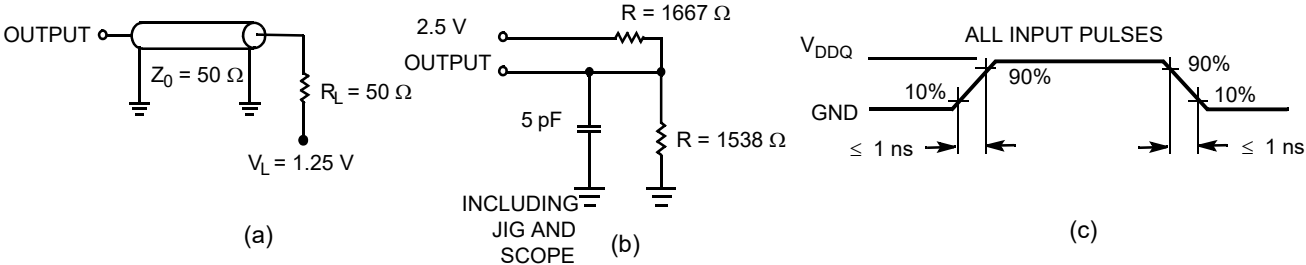 OUTPUT
Z0 = 50 Ω
RL = 50 Ω
VL = 1.25 V
(a)
2.5 V
R = 1667 Ω
OUTPUT
5 pF
R = 1538 Ω
INCLUDING
JIG AND
SCOPE
(b)
ALL INPUT PULSES
VDDQ
GND
10%
90%
90%
10%
≤ 1 ns
≤ 1 ns
(c)